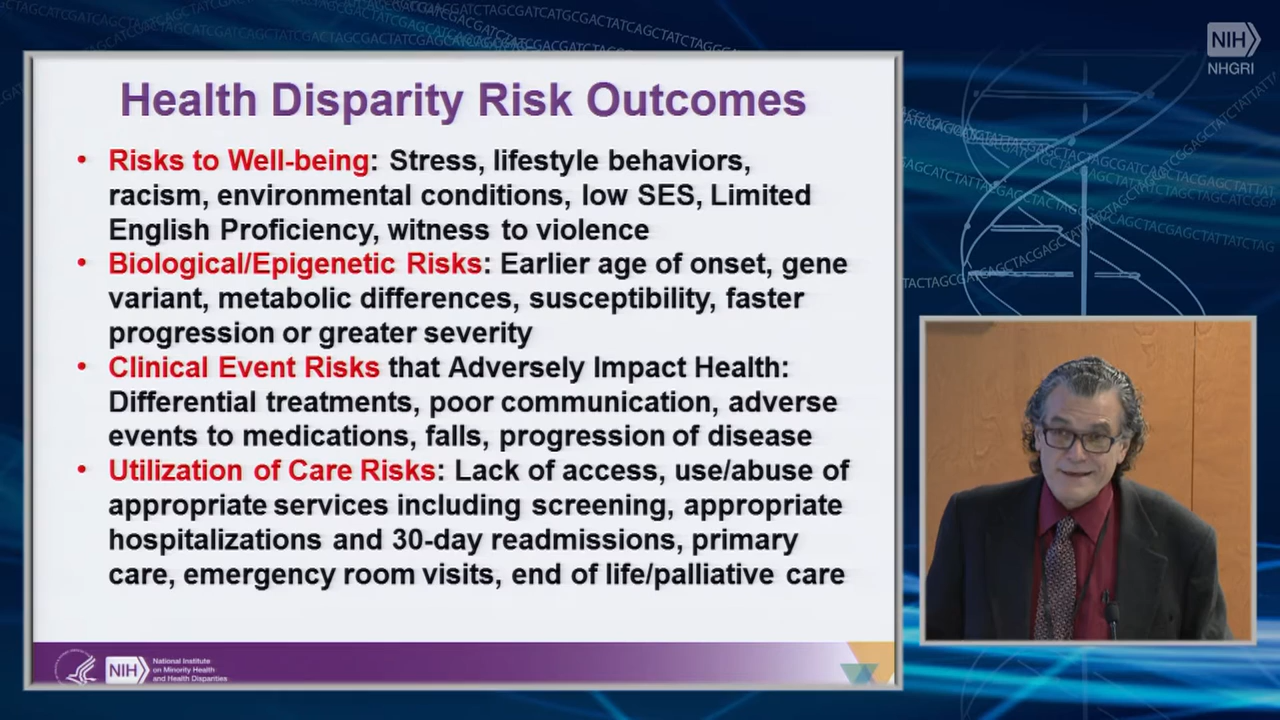 NIH
NHGRI
Health Disparity Risk Outcomes
• Risks to Well-being: Stress, lifestyle behaviors,
racism, environmental conditions, low SES, Limited
English Proficiency, witness to violence
• Biological/Epigenetic Risks: Earlier age of onset, gene
variant, metabolic differences, susceptibility, faster
progression or greater severity
• Clinical Event Risks that Adversely Impact Health:
Differential treatments, poor communication, adverse
events to medications, falls, progression of disease
• Utilization of Care Risks: Lack of access, use/abuse of
appropriate services including screening, appropriate
hospitalizations and 30-day readmissions, primary
care, emergency room visits, end of life/palliative care
NIH
National Institute
on Minority Health
and Health Disparities